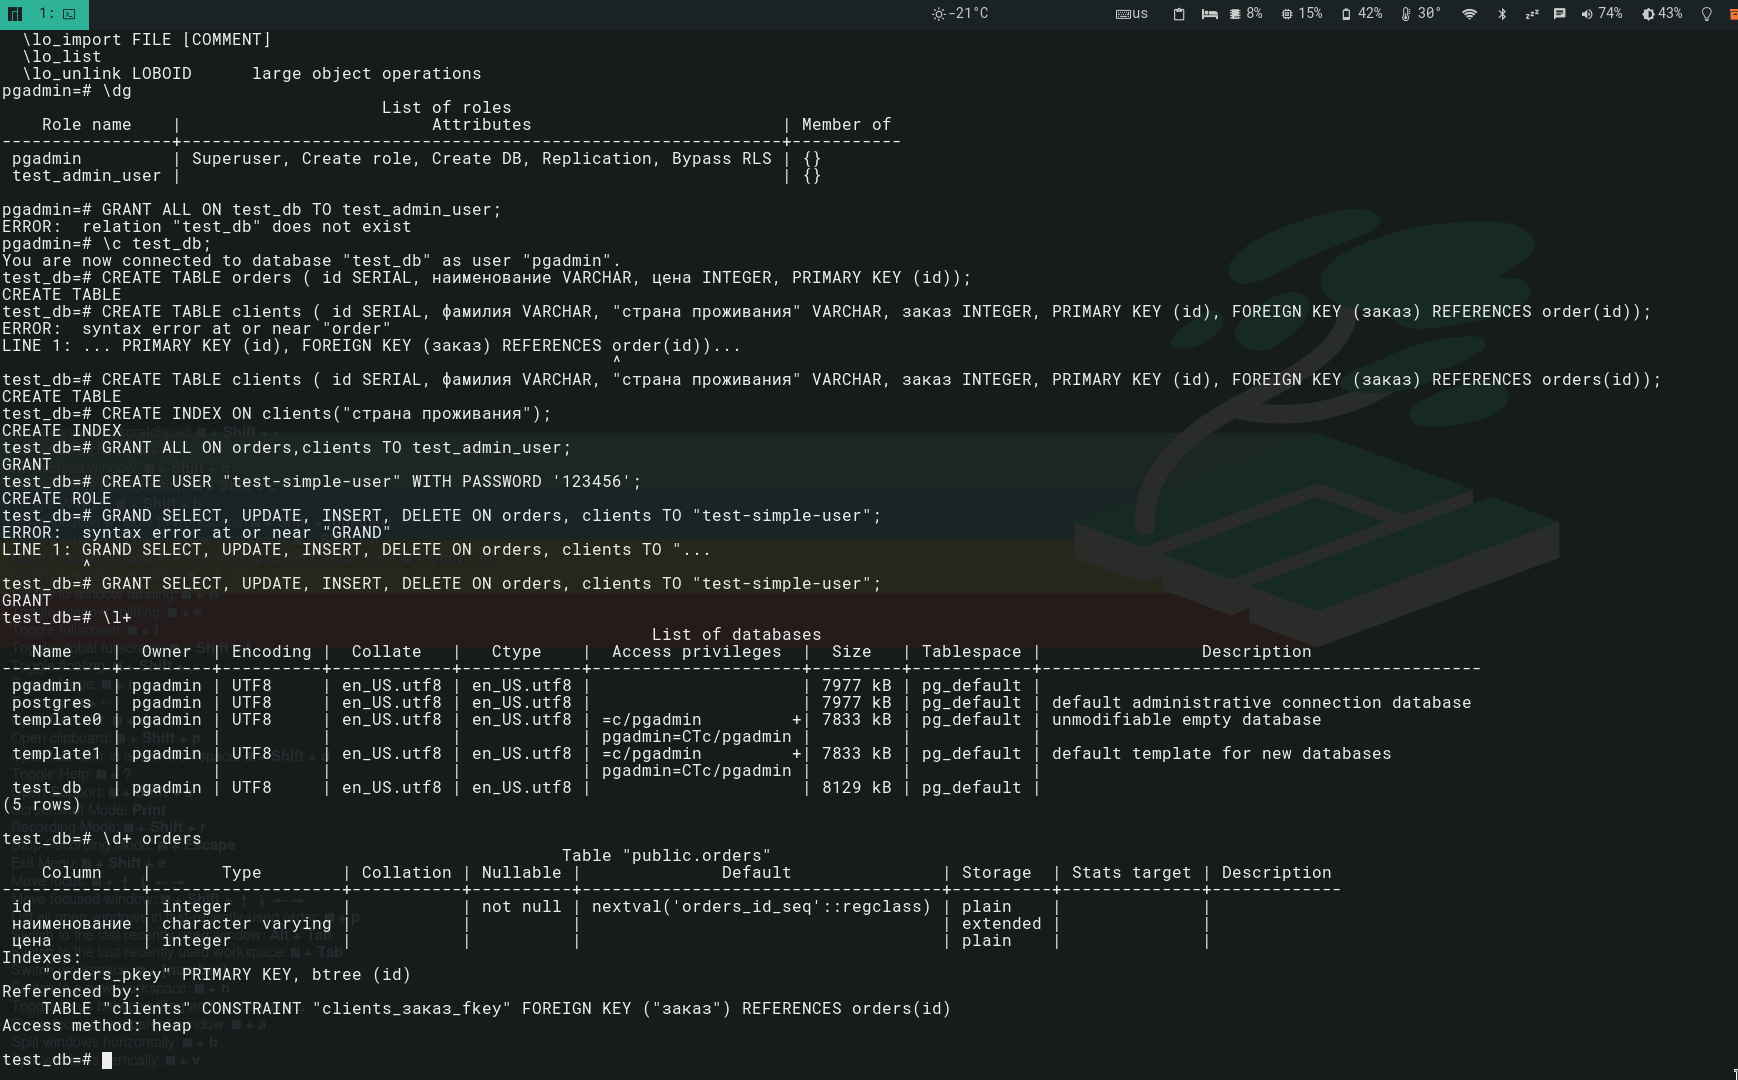 1:
-21°C
us 8% 15% 42% 30° 74% 43%
\lo_import FILE [COMMENT]
\lo_list
\lo_unlink LOBOID      large object operations
pgadmin=# \dg
List of roles
Role name    |                         Attributes                         | Member of
-----------------+------------------------------------------------------------+-----------
pgadmin         | Superuser, Create role, Create DB, Replication, Bypass RLS | {}
test_admin_user |                                                            | {}
pgadmin=# GRANT ALL ON test_db TO test_admin_user;
ERROR:  relation "test_db" does not exist
pgadmin=# \c test_db;
You are now connected to database "test_db" as user "pgadmin".
test_db=# CREATE TABLE orders ( id SERIAL, наименование VARCHAR, цена INTEGER, PRIMARY KEY (id));
CREATE TABLE
test_db=# CREATE TABLE clients ( id SERIAL, фамилия VARCHAR, "страна проживания" VARCHAR, заказ INTEGER, PRIMARY KEY (id), FOREIGN KEY (заказ) REFERENCES order(id));
ERROR:  syntax error at or near "order"
LINE 1: ... PRIMARY KEY (id), FOREIGN KEY (заказ) REFERENCES order(id))...
^
test_db=# CREATE TABLE clients ( id SERIAL, фамилия VARCHAR, "страна проживания" VARCHAR, заказ INTEGER, PRIMARY KEY (id), FOREIGN KEY (заказ) REFERENCES orders(id));
CREATE TABLE
test_db=# CREATE INDEX ON clients("страна проживания");
CREATE INDEX
test_db=# GRANT ALL ON orders,clients TO test_admin_user;
GRANT
test_db=# CREATE USER "test-simple-user" WITH PASSWORD '123456';
CREATE ROLE
test_db=# GRAND SELECT, UPDATE, INSERT, DELETE ON orders, clients TO "test-simple-user";
ERROR:  syntax error at or near "GRAND"
LINE 1: GRAND SELECT, UPDATE, INSERT, DELETE ON orders, clients TO "...
^
test_db=# GRANT SELECT, UPDATE, INSERT, DELETE ON orders, clients TO "test-simple-user";
GRANT
test_db=# \l+
List of databases
Name    |  Owner  | Encoding |  Collate   |   Ctype    |  Access privileges  |  Size   | Tablespace |                Description
-----------+---------+----------+------------+------------+---------------------+---------+------------+--------------------------------------------
pgadmin   | pgadmin | UTF8     | en_US.utf8 | en_US.utf8 |                     | 7977 kB | pg_default |
postgres  | pgadmin | UTF8     | en_US.utf8 | en_US.utf8 |                     | 7977 kB | pg_default | default administrative connection database
template0 | pgadmin | UTF8     | en_US.utf8 | en_US.utf8 | =c/pgadmin         +| 7833 kB | pg_default | unmodifiable empty database
|         |          |            |            | pgadmin=CTc/pgadmin |         |            |
template1 | pgadmin | UTF8     | en_US.utf8 | en_US.utf8 | =c/pgadmin         +| 7833 kB | pg_default | default template for new databases
|         |          |            |            | pgadmin=CTc/pgadmin |         |            |
test_db   | pgadmin | UTF8     | en_US.utf8 | en_US.utf8 |                     | 8129 kB | pg_default |
(5 rows)
test_db=# \d+ orders
Table "public.orders"
Column    |       Type        | Collation | Nullable |              Default               | Storage  | Stats target | Description
--------------+-------------------+-----------+----------+------------------------------------+----------+--------------+-------------
id           | integer           |           | not null | nextval('orders_id_seq'::regclass) | plain    |              |
наименование | character varying |           |          |                                    | extended |              |
цена         | integer           |           |          |                                    | plain    |              |
Indexes:
"orders_pkey" PRIMARY KEY, btree (id)
Referenced by:
TABLE "clients" CONSTRAINT "clients_заказ_fkey" FOREIGN KEY ("заказ") REFERENCES orders(id)
Access method: heap
test_db=#